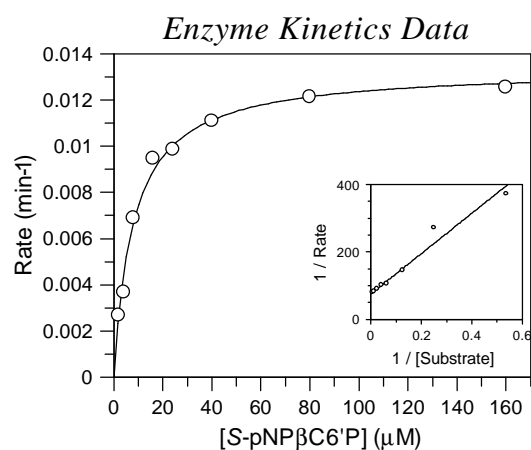 Enzyme Kinetics Data
0.014
0.012
0.01
0.008
0.006
0.004
0.002
0
Rate (min-1)
400
200
0
1 / Rate
0 0.2 0.4 0.6
1 / [Substrate]
0 20 40 60 80 100 120 140 160
[S-pNPβC6'P] (μM)